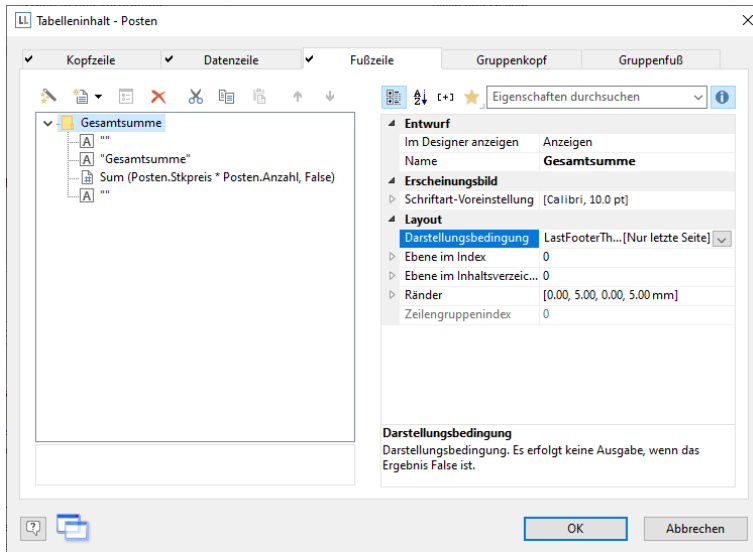 LL Tabelleninhalt - Posten
Kopfzeile Datenzeile Fußzeile Gruppenkopf Gruppenfuß
Eigenschaften durchsuchen
Gesamtsumme
""
"Gesamtsumme"
Sum (Posten.Stkpreis * Posten.Anzahl, False)
""
Entwurf
Im Designer anzeigen Anzeigen
Name Gesamtsumme
Erscheinungsbild
Schriftart-Voreinstellung [Calibri, 10.0 pt]
Layout
Darstellungsbedingung LastFooterTh...[Nur letzte Seite]
Ebene im Index 0
Ebene im Inhaltsverzeic... 0
Ränder [0.00, 5.00, 0.00, 5.00 mm]
Zeilengruppenindex 0
Darstellungsbedingung
Darstellungsbedingung. Es erfolgt keine Ausgabe, wenn das
Ergebnis False ist.
OK Abbrechen